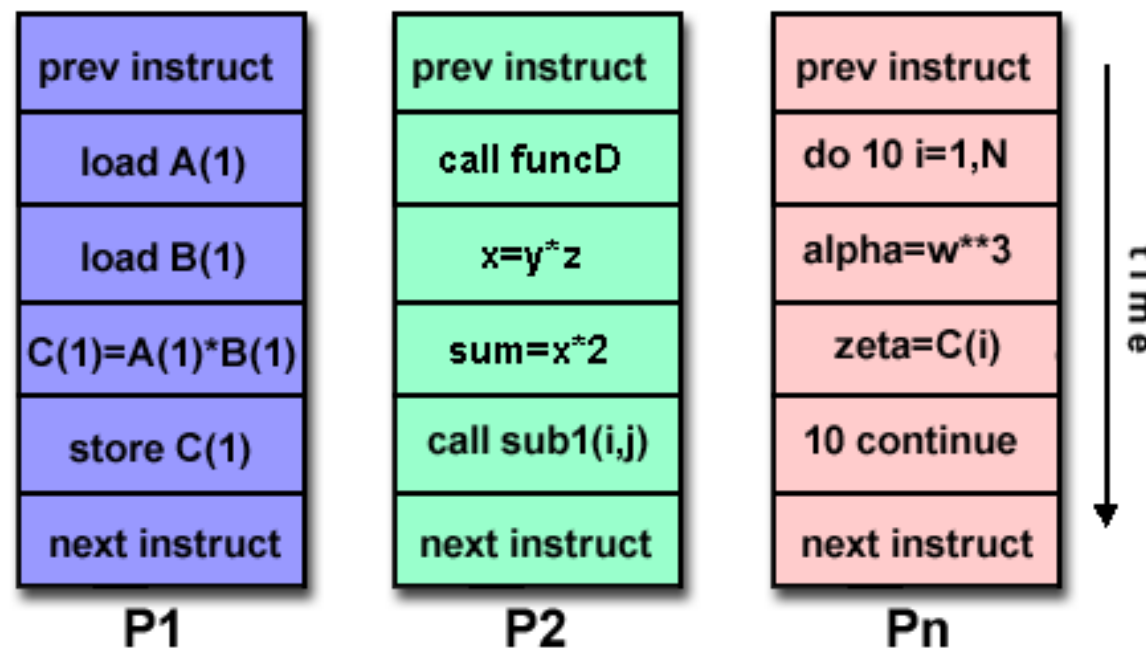 prev instruct
load A(1)
load B(1)
C(1)=A(1)*B(1)
store C(1)
next instruct
P1
prev instruct
call funcD
x=y*z
sum=x*2
call sub1(i,j)
next instruct
P2
prev instruct
do 10 i=1,N
alpha=w**3
zeta=C(i)
10 continue
next instruct
Pn
time